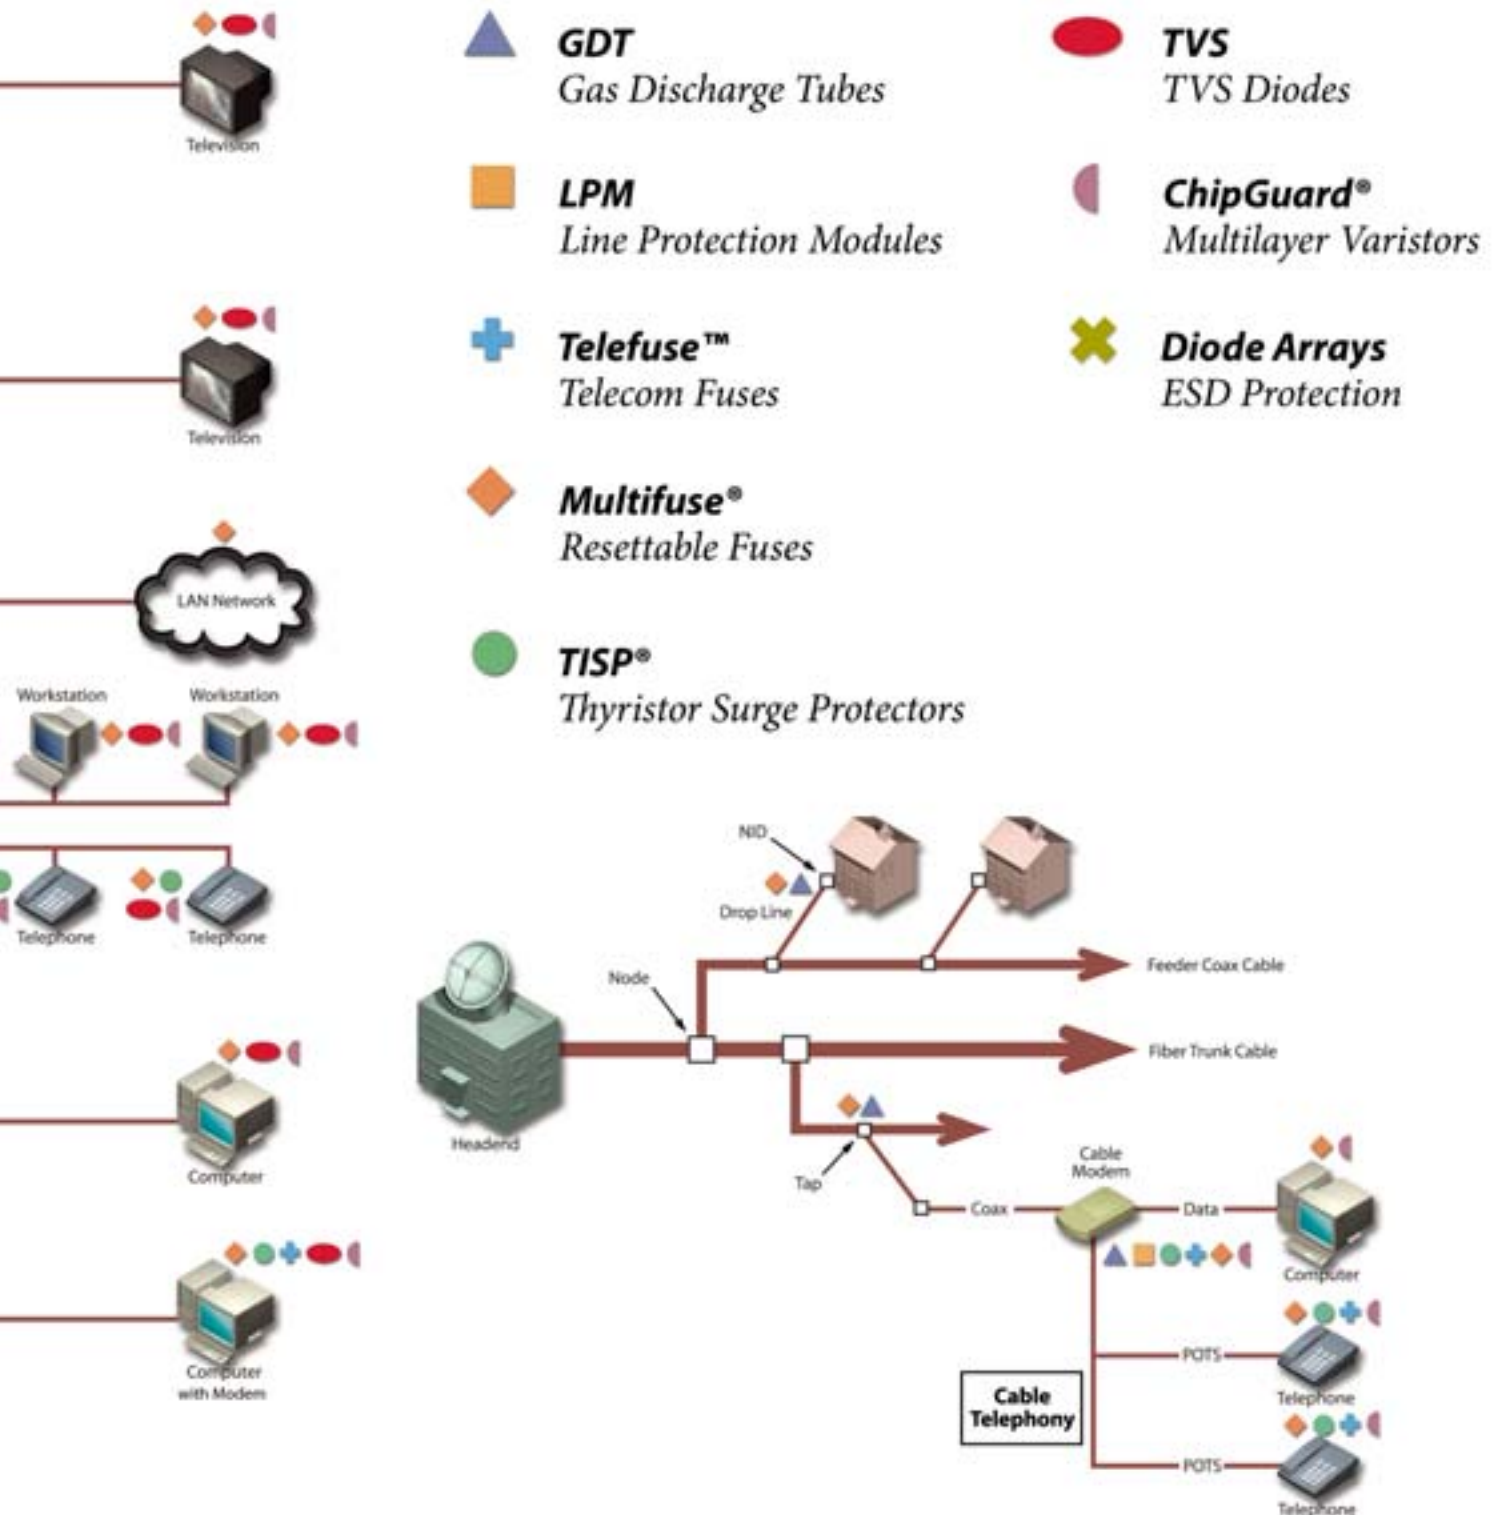 GDT
Gas Discharge Tubes
TVS
TVS Diodes
LPM
Line Protection Modules
ChipGuard®
Multilayer Varistors
Telefuse™
Telecom Fuses
Diode Arrays
ESD Protection
Multifuse®
Resettable Fuses
TISP®
Thyristor Surge Protectors
Television
Television
LAN Network
Workstation
Workstation
Telephone
Telephone
Computer
Computer
with Modem
NID
Drop Line
Node
Feeder Coax Cable
Fiber Trunk Cable
Headend
Tap
Coax
Cable
Modem
Data
Computer
POTS
Telephone
Cable
Telephony
POTS
Telephone